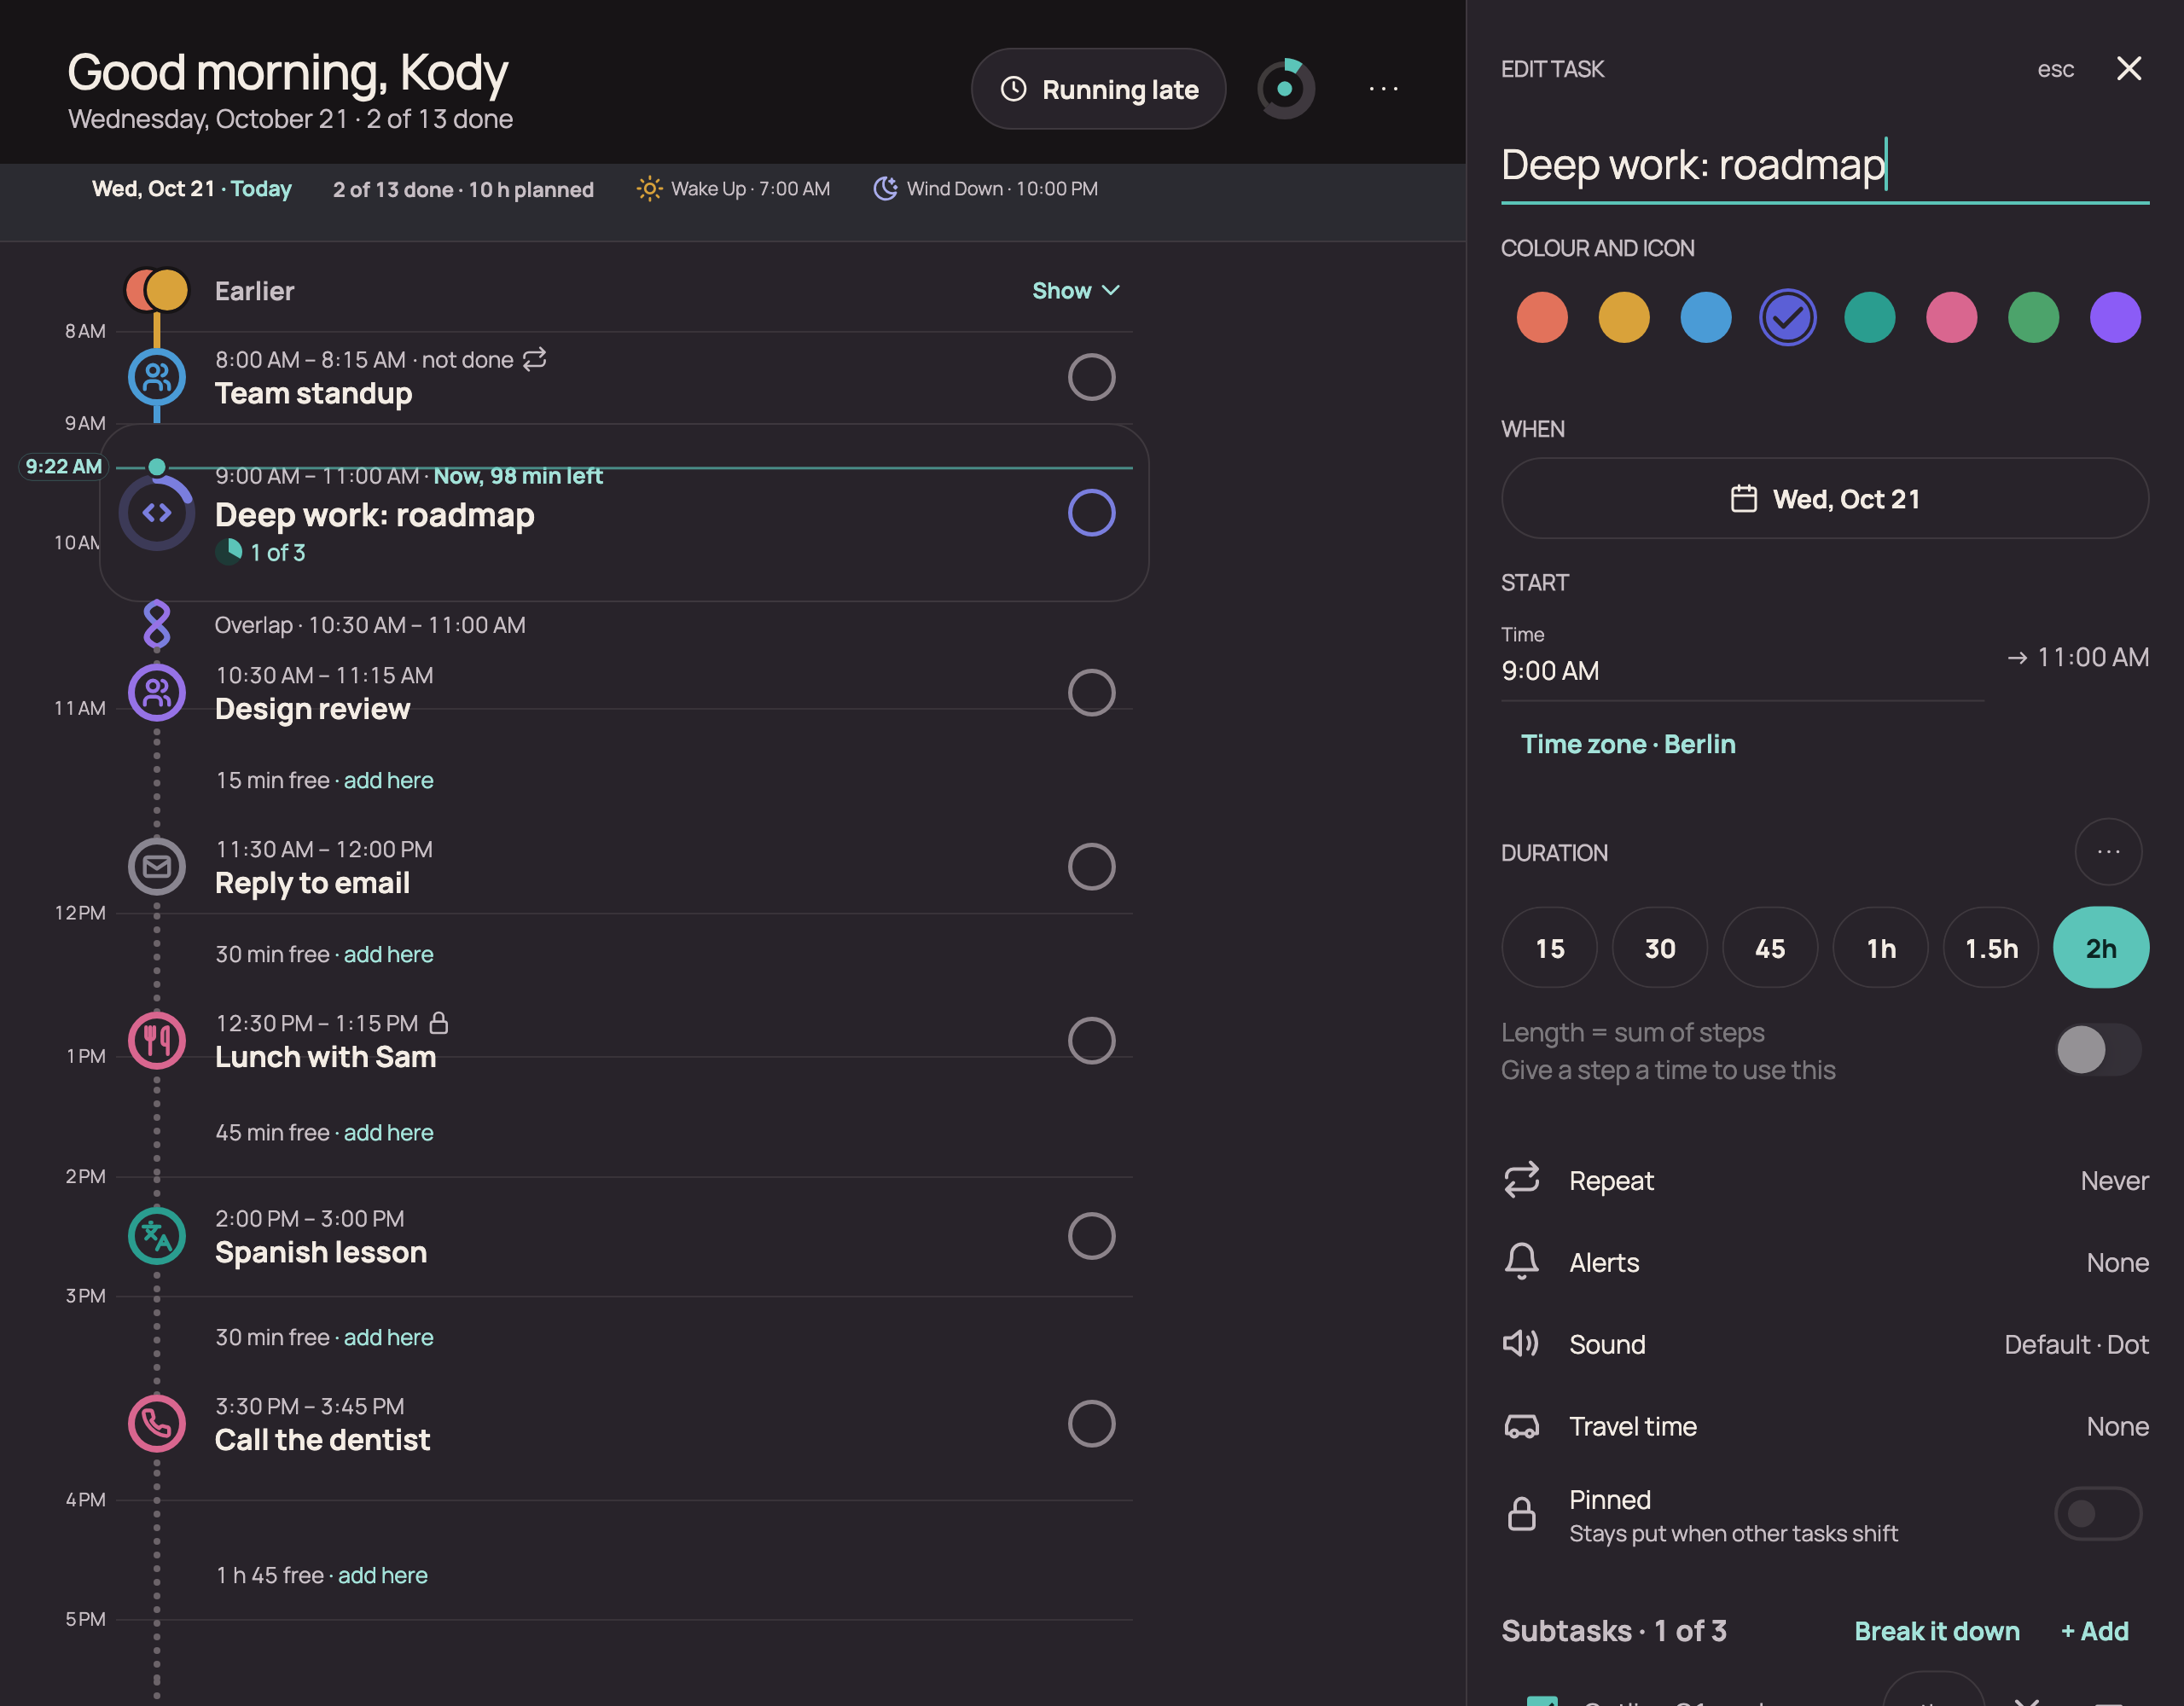 Good morning, Kody
Wednesday, October 21 · 2 of 13 done
Running late
Wed, Oct 21 · Today
2 of 13 done · 10 h planned
Wake Up · 7:00 AM
Wind Down · 10:00 PM
Earlier
Show
8 AM
8:00 AM – 8:15 AM · not done
Team standup
9 AM
9:22 AM
9:00 AM – 11:00 AM · Now, 98 min left
Deep work: roadmap
10 AM
1 of 3
Overlap · 10:30 AM – 11:00 AM
10:30 AM – 11:15 AM
11 AM
Design review
15 min free · add here
11:30 AM – 12:00 PM
Reply to email
12 PM
30 min free · add here
12:30 PM – 1:15 PM
1 PM
Lunch with Sam
45 min free · add here
2 PM
2:00 PM – 3:00 PM
Spanish lesson
3 PM
30 min free · add here
3:30 PM – 3:45 PM
Call the dentist
4 PM
1 h 45 free · add here
5 PM
EDIT TASK
esc
Deep work: roadmap
COLOUR AND ICON
WHEN
Wed, Oct 21
START
Time
9:00 AM
→ 11:00 AM
Time zone · Berlin
DURATION
15
30
45
1h
1.5h
2h
Length = sum of steps
Give a step a time to use this
Repeat
Never
Alerts
None
Sound
Default · Dot
Travel time
None
Pinned
Stays put when other tasks shift
Subtasks · 1 of 3
Break it down
+ Add